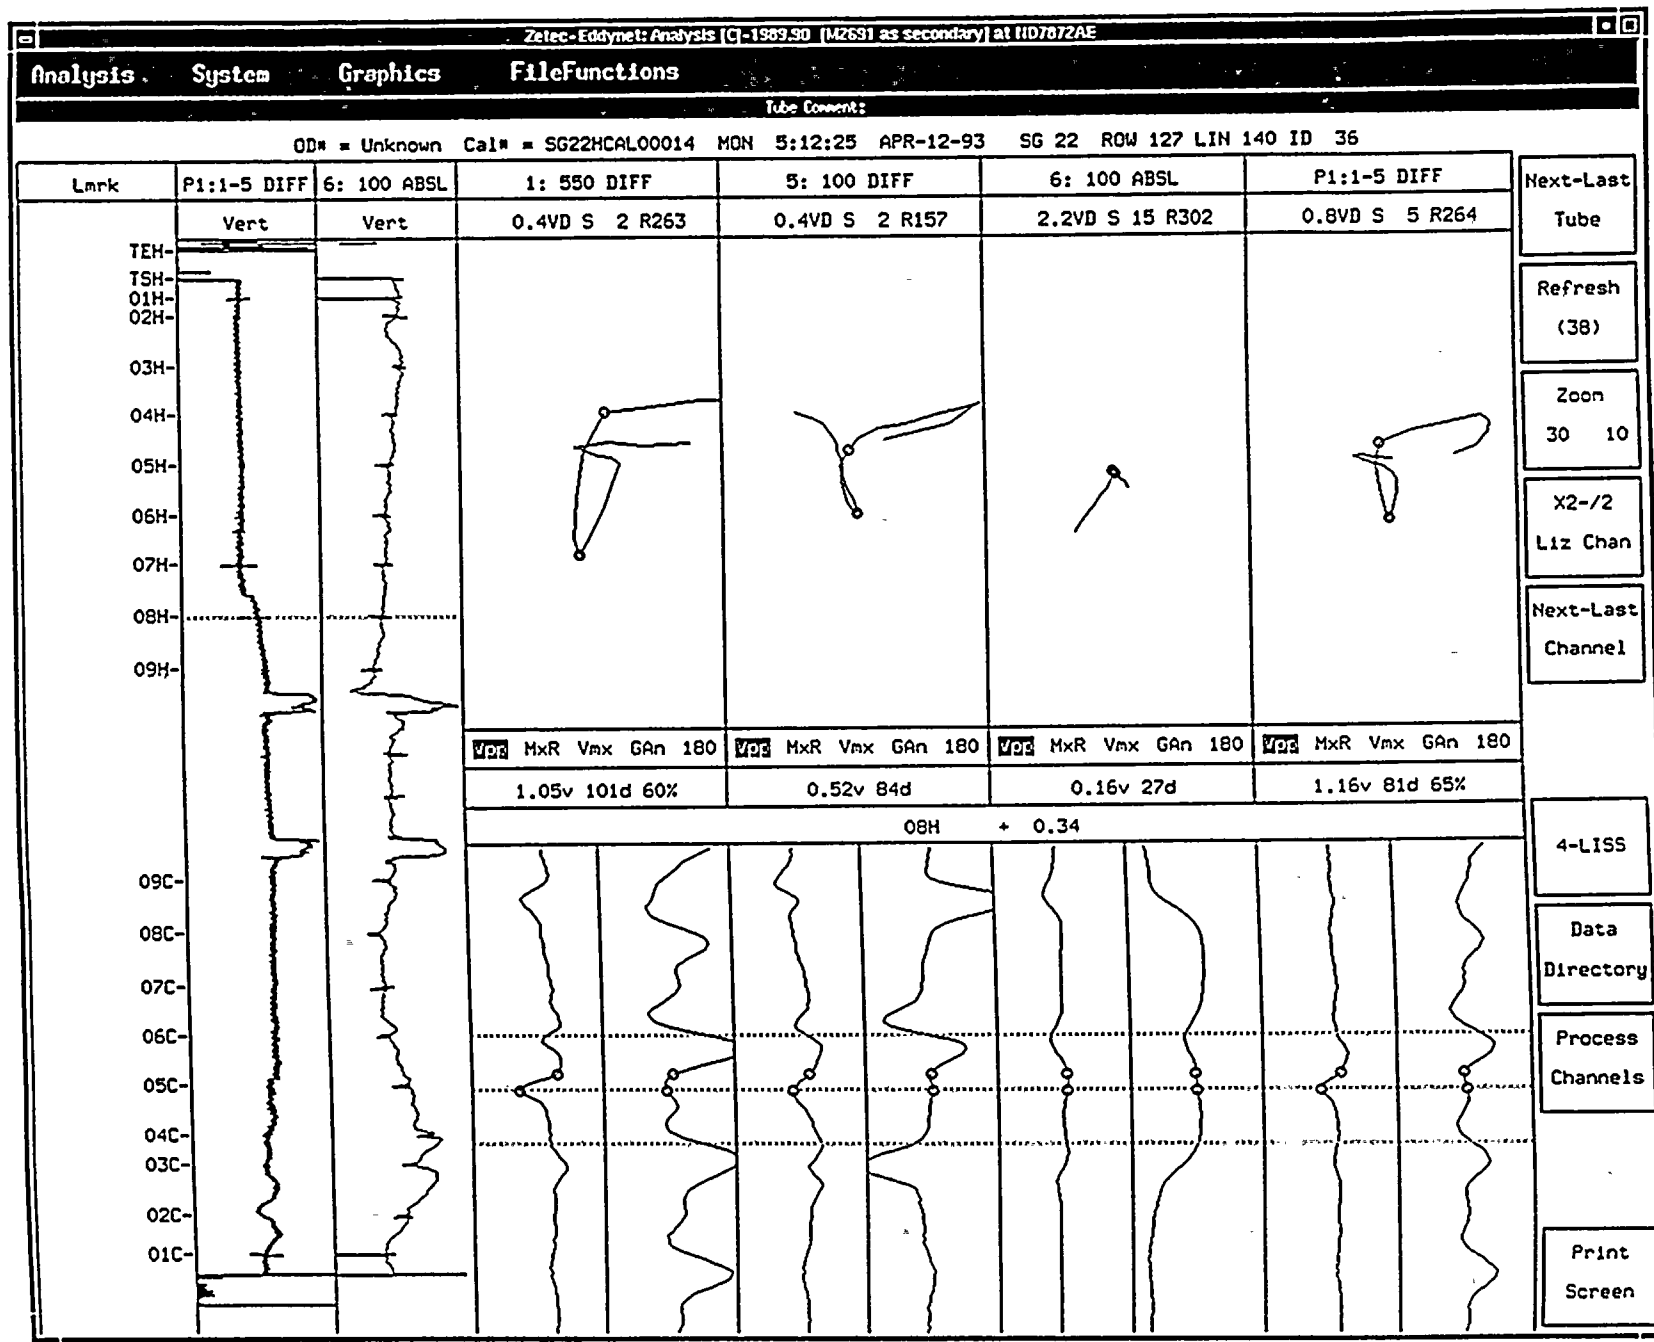 Zetec-Eddynet: Analysis [C]-1989,90 [M2691 as secondary] at ND7872AE
Analysis System Graphics FileFunctions
Tube Comment:
OD# = Unknown Cal# = SG22HCAL00014 MON 5:12:25 APR-12-93 SG 22 ROW 127 LIN 140 ID 36
Lmrk P1:1-5 DIFF 6: 100 ABSL 1: 550 DIFF 5: 100 DIFF 6: 100 ABSL P1:1-5 DIFF
Vert Vert 0.4VD S 2 R263 0.4VD S 2 R157 2.2VD S 15 R302 0.8VD S 5 R264
Next-Last
Tube
TEH-
TSH-
01H-
02H-
03H-
04H-
05H-
06H-
07H-
08H-
09H-
Refresh
(38)
Zoom
30 10
X2-/2
Liz Chan
Next-Last
Channel
Vpp MxR Vmx GAn 180 Vpp MxR Vmx GAn 180 Vpp MxR Vmx GAn 180 Vpp MxR Vmx GAn 180
1.05v 101d 60% 0.52v 84d 0.16v 27d 1.16v 81d 65%
08H + 0.34
09C-
08C-
07C-
06C-
05C-
04C-
03C-
02C-
01C-
4-LISS
Data
Directory
Process
Channels
Print
Screen